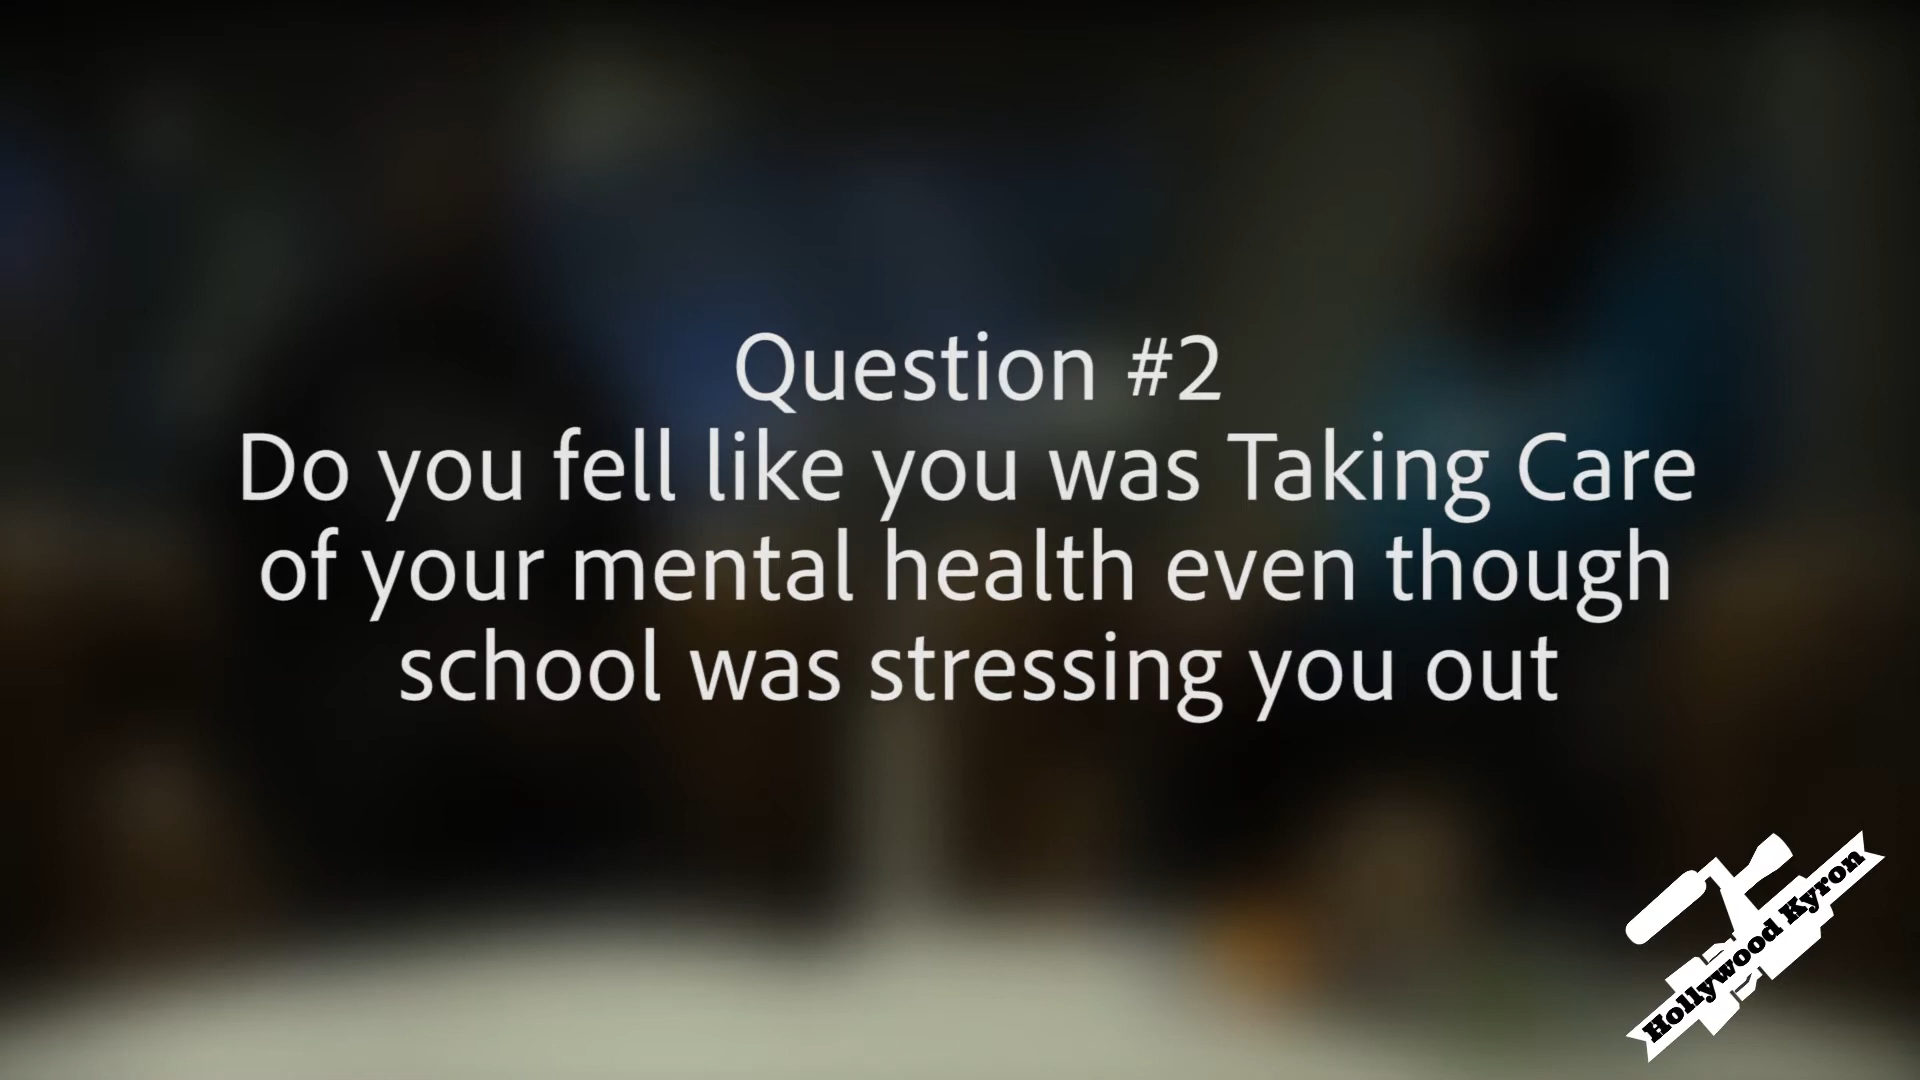 Question #2
Do you fell like you was Taking Care
of your mental health even though
school was stressing you out
Hollywood Kyron